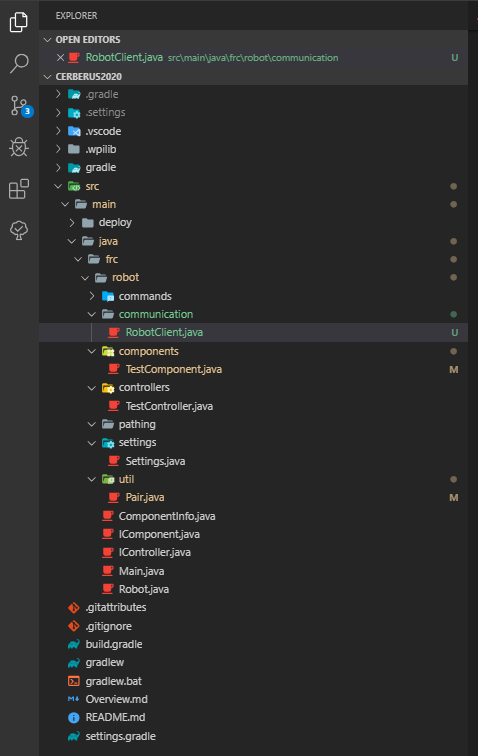 EXPLORER
OPEN EDITORS
RobotClient.java src\main\java\frc\robot\communication U
CERBERUS2020
.gradle
.settings
3
.vscode
.wpilib
gradle
src
main
deploy
java
frc
robot
commands
communication
RobotClient.java U
components
TestComponent.java M
controllers
TestController.java
pathing
settings
Settings.java
util
Pair.java M
ComponentInfo.java
IComponent.java
IController.java
Main.java
Robot.java
.gitattributes
.gitignore
build.gradle
gradlew
gradlew.bat
Overview.md
README.md
settings.gradle